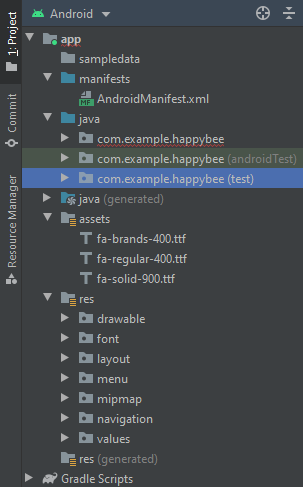 1: Project
Commit
Resource Manager
Android
app
sampledata
manifests
AndroidManifest.xml
java
com.example.happybee
com.example.happybee (androidTest)
com.example.happybee (test)
java (generated)
assets
fa-brands-400.ttf
fa-regular-400.ttf
fa-solid-900.ttf
res
drawable
font
layout
menu
mipmap
navigation
values
res (generated)
Gradle Scripts